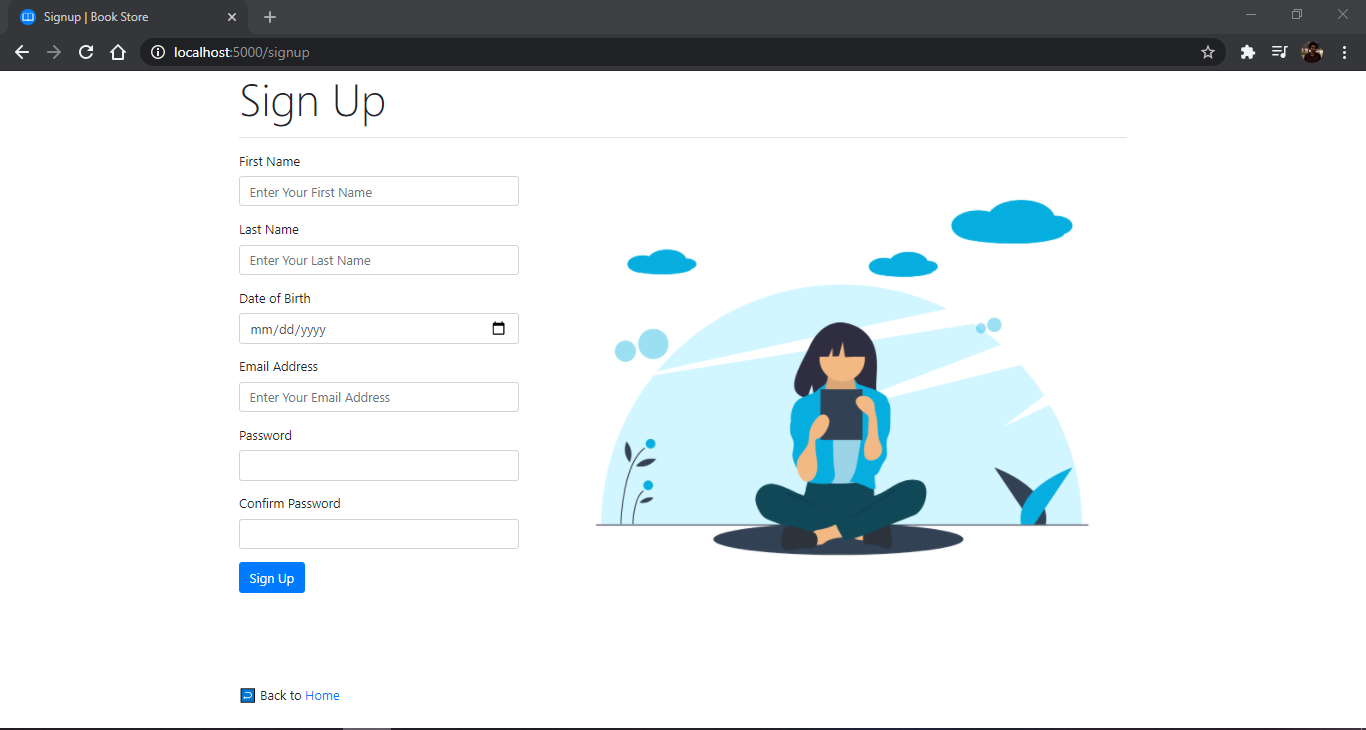 Signup | Book Store
localhost:5000/signup
Sign Up
First Name
Enter Your First Name
Last Name
Enter Your Last Name
Date of Birth
mm/dd/yyyy
Email Address
Enter Your Email Address
Password
Confirm Password
Sign Up
Back to Home